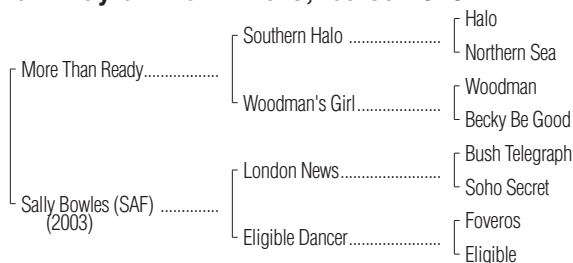 Halo
Southern Halo
Northern Sea
More Than Ready
Woodman
Woodman's Girl
Becky Be Good
Bush Telegraph
London News
Soho Secret
Sally Bowles (SAF)
(2003)
Foveros
Eligible Dancer
Eligible